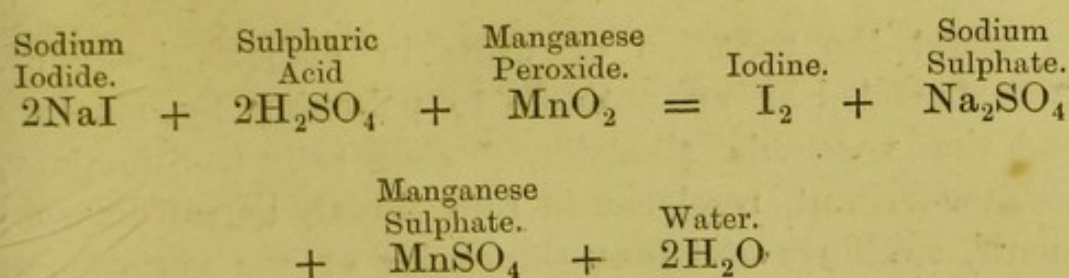 Sodium Iodide. Sulphuric Acid Manganese Peroxide. Iodine. Sodium Sulphate.
2NaI + 2H₂SO₄ + MnO₂ = I₂ + Na₂SO₄
Manganese Sulphate. Water.
+ MnSO₄ + 2H₂O